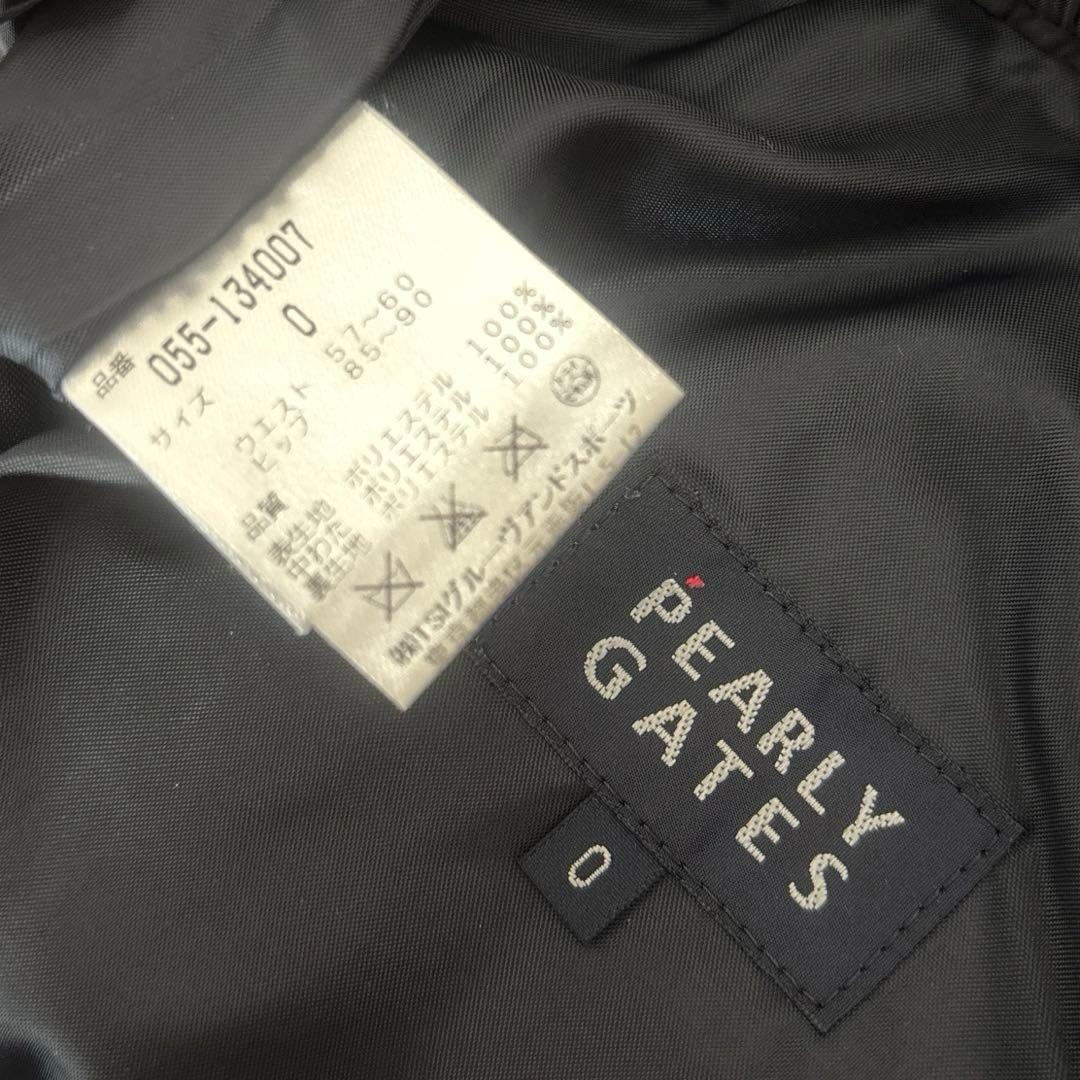 品番 055-134007
サイズ 0
ウエスト 57～60
ヒップ 85～90
品質
表生地 ポリエステル 100%
中わた ポリエステル 100%
裏生地 ポリエステル 100%
㈱TSIグルーヴアンドスポーツ
PEARLY
GATES
0